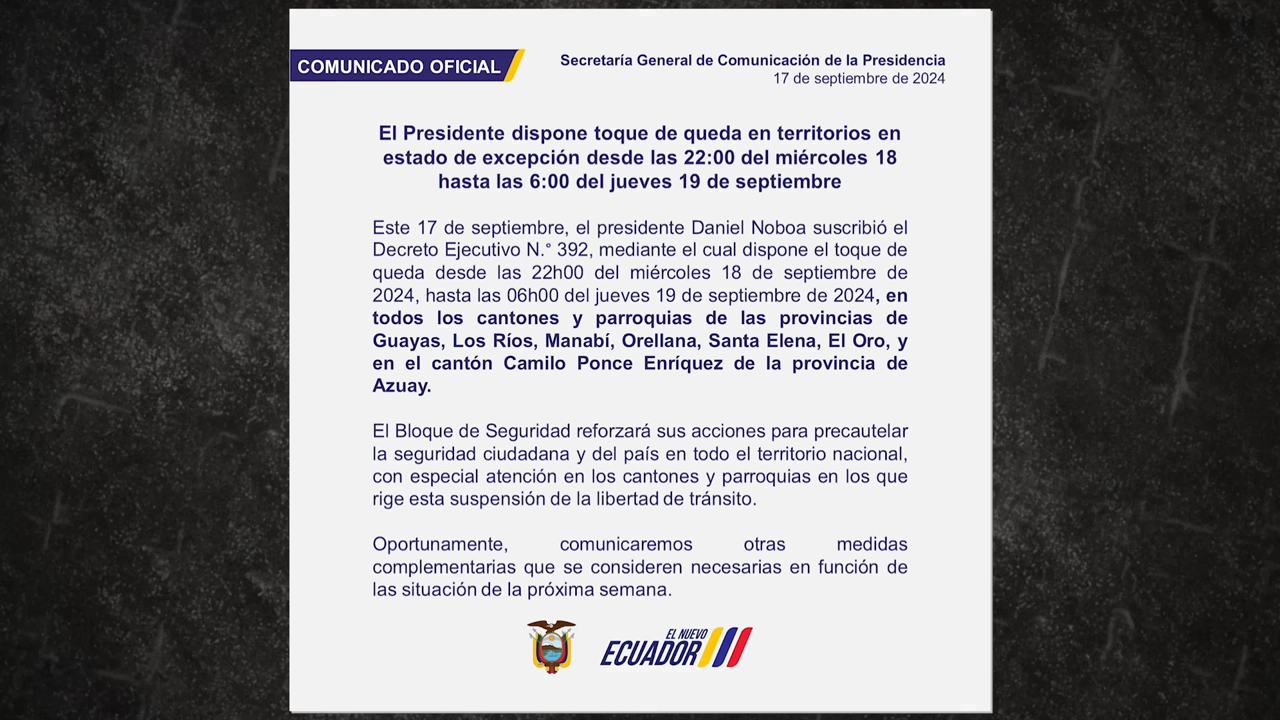 COMUNICADO OFICIAL
Secretaría General de Comunicación de la Presidencia
17 de septiembre de 2024
El Presidente dispone toque de queda en territorios en
estado de excepción desde las 22:00 del miércoles 18
hasta las 6:00 del jueves 19 de septiembre
Este 17 de septiembre, el presidente Daniel Noboa suscribió el
Decreto Ejecutivo N.° 392, mediante el cual dispone el toque de
queda desde las 22h00 del miércoles 18 de septiembre de
2024, hasta las 06h00 del jueves 19 de septiembre de 2024, en
todos los cantones y parroquias de las provincias de
Guayas, Los Ríos, Manabí, Orellana, Santa Elena, El Oro, y
en el cantón Camilo Ponce Enríquez de la provincia de
Azuay.
El Bloque de Seguridad reforzará sus acciones para precautelar
la seguridad ciudadana y del país en todo el territorio nacional,
con especial atención en los cantones y parroquias en los que
rige esta suspensión de la libertad de tránsito.
Oportunamente, comunicaremos otras medidas
complementarias que se consideren necesarias en función de
las situación de la próxima semana.
EL NUEVO
ECUADOR